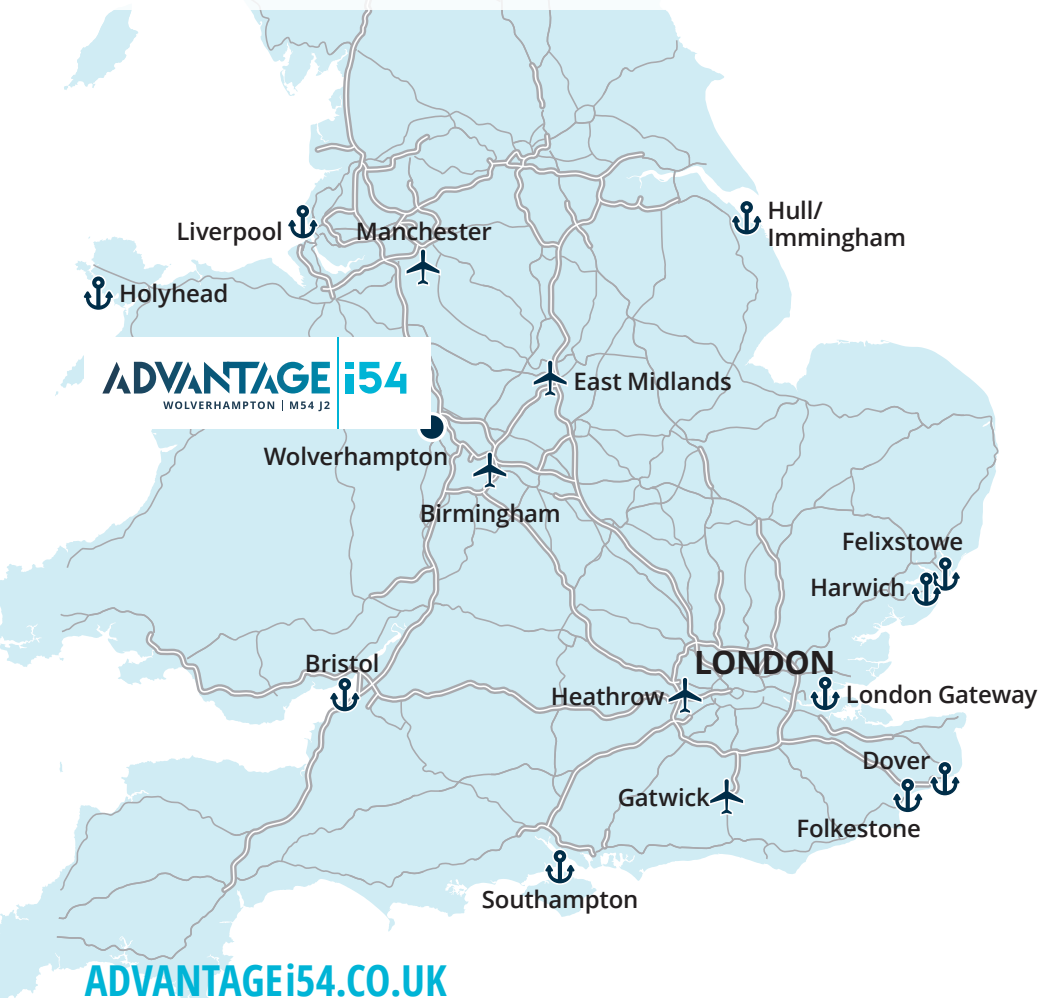 Liverpool
Manchester
Hull/
Immingham
Holyhead
ADVANTAGE i54
WOLVERHAMPTON | M54 J2
East Midlands
Wolverhampton
Birmingham
Felixstowe
Harwich
Bristol
LONDON
Heathrow
London Gateway
Dover
Gatwick
Folkestone
Southampton
ADVANTAGEi54.CO.UK